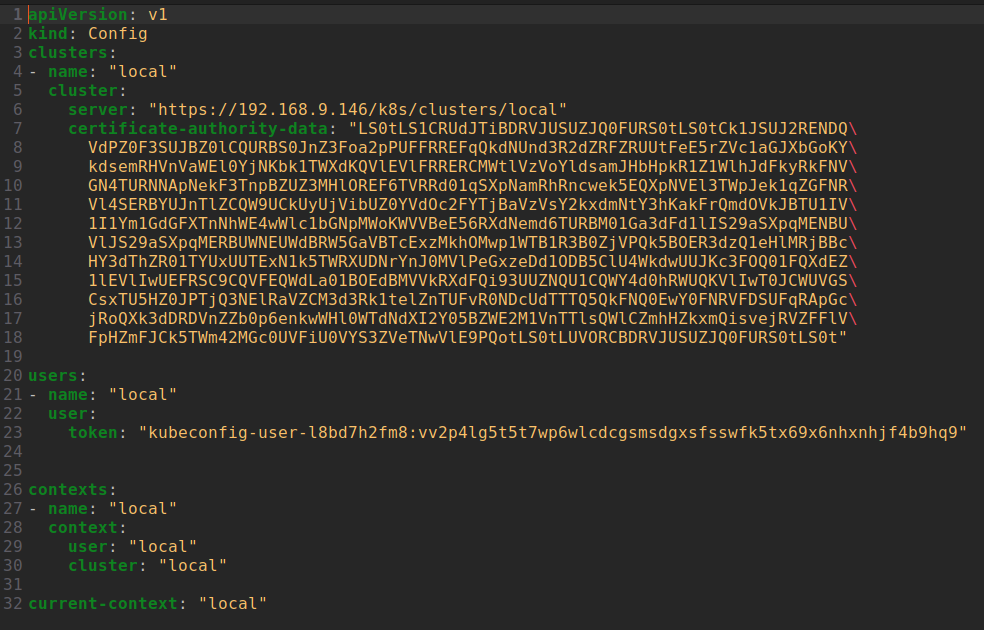 1 apiVersion: v1
2 kind: Config
3 clusters:
4 - name: "local"
5 cluster:
6 server: "https://192.168.9.146/k8s/clusters/local"
7 certificate-authority-data: "LS0tLS1CRUdJTiBDRVJUSUZJQ0FURS0tLS0tCk1JSUJ2RENDQ\
8 VdPZ0F3SUJBZ0lCQURBS0JnZ3Foa2pPUFFRREFqQkdNUnd3R2dZRFZRUUtFeE5rZVc1aGJXbGoKY\
9 kdsemRHVnVaWEl0YjNKbk1TWXdKQVlEVlFRRERCMWtlVzVoYldsamJHbHpkR1Z1WlhJdFkyRkFNV\
10 GN4TURNNApNekF3TnpBZUZ3MHlOREF6TVRRd01qSXpNamRhRncwek5EQXpNVEl3TWpJek1qZGFNR\
11 Vl4SERBYUJnTlZCQW9UCkUyUjVibUZ0YVdOc2FYTjBaVzVsY2kxdmNtY3hKakFrQmdOVkJBTU1IV\
12 1I1Ym1GdGFXTnNhWE4wWlc1bGNpMWoKWVVBeE56RXdNemd6TURBM01Ga3dFd1lIS29aSXpqMENBU\
13 VlJS29aSXpqMERBUWNEUWdBRW5GaVBTcExzMkhOMwp1WTB1R3B0ZjVPQk5BOER3dzQ1eHlMRjBBc\
14 HY3dThZR01TYUxUUTExN1k5TWRXUDNrYnJ0MVlPeGxzeDd1ODB5ClU4WkdwUUJKc3FOQ01FQXdEZ\
15 1lEVlIwUEFRSC9CQVFEQWdLa01BOEdBMVVkRXdFQi93UUZNQU1CQWY4d0hRWUQKVlIwT0JCWUVGS\
16 CsxTU5HZ0JPTjQ3NElRaVZCM3d3Rk1telZnTUFvR0NDcUdTTTQ5QkFNQ0EwY0FNRVFDSUFqRApGc\
17 jRoQXk3dDRDVnZZb0p6enkwWHl0WTdNdXI2Y05BZWE2M1VnTTlsQWlCZmhHZkxmQisvejRVZFFlV\
18 FpHZmFJCk5TWm42MGc0UVFiU0VYS3ZVeTNwVlE9PQotLS0tLUVORCBDRVJUSUZJQ0FURS0tLS0t"
19
20 users:
21 - name: "local"
22 user:
23 token: "kubeconfig-user-l8bd7h2fm8:vv2p4lg5t5t7wp6wlcdcgsmsdgxsfsswfk5tx69x6nhxnhjf4b9hq9"
24
25
26 contexts:
27 - name: "local"
28 context:
29 user: "local"
30 cluster: "local"
31
32 current-context: "local"